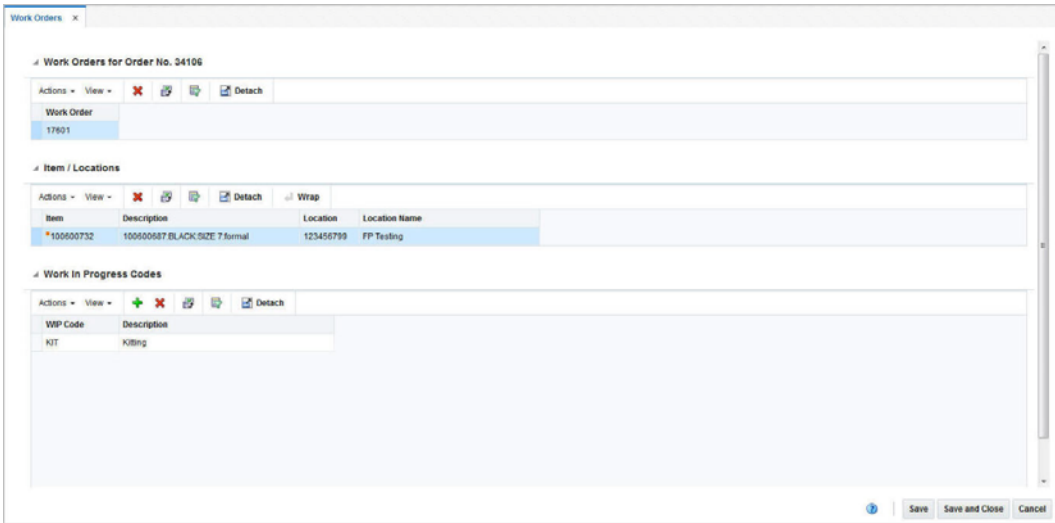 Work Orders ×
Work Orders for Order No. 34106
Actions View Detach
Work Order
17601
Item / Locations
Actions View Detach Wrap
Item Description Location Location Name
*100600732 100600687:BLACK:SIZE 7:formal 123456799 FP Testing
Work In Progress Codes
Actions View Detach
WIP Code Description
KIT Kitting
? Save Save and Close Cancel